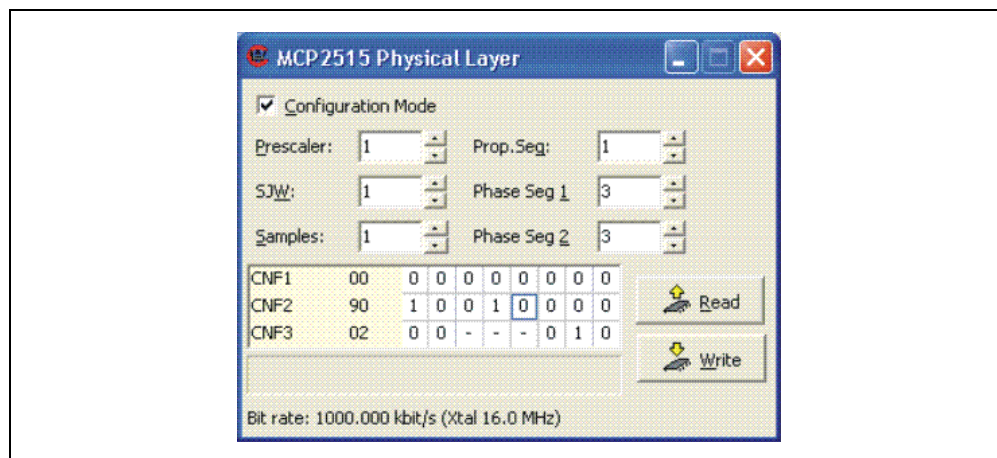 MCP2515 Physical Layer
Configuration Mode
Prescaler: 1 Prop.Seg: 1
SJW: 1 Phase Seg 1 3
Samples: 1 Phase Seg 2 3
CNF1 00 0 0 0 0 0 0 0 0
CNF2 90 1 0 0 1 0 0 0 0
CNF3 02 0 0 - - - 0 1 0
Read
Write
Bit rate: 1000.000 kbit/s (Xtal 16.0 MHz)